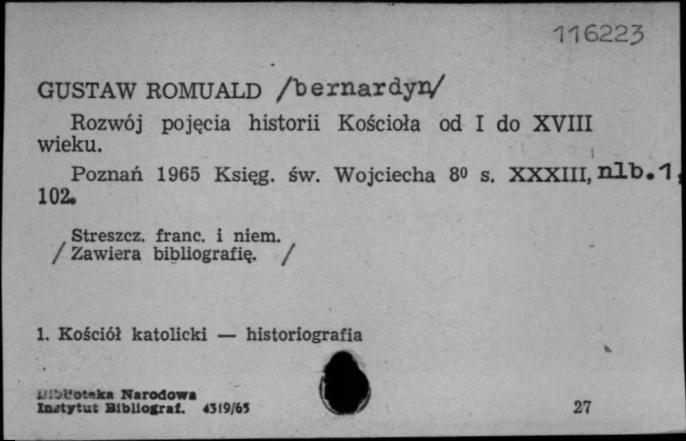 116223
GUSTAW ROMUALD /bernardyn/
Rozwój pojęcia historii Kościoła od I do XVIII
wieku.
Poznań 1965 Księg. św. Wojciecha 8⁰ s. XXXIII, nlb.1,
102.
Streszcz. franc. i niem.
/ Zawiera bibliografię. /
1. Kościół katolicki — historiografia
Biblioteka Narodowa
Instytut Bibliograf. 4319/65
27